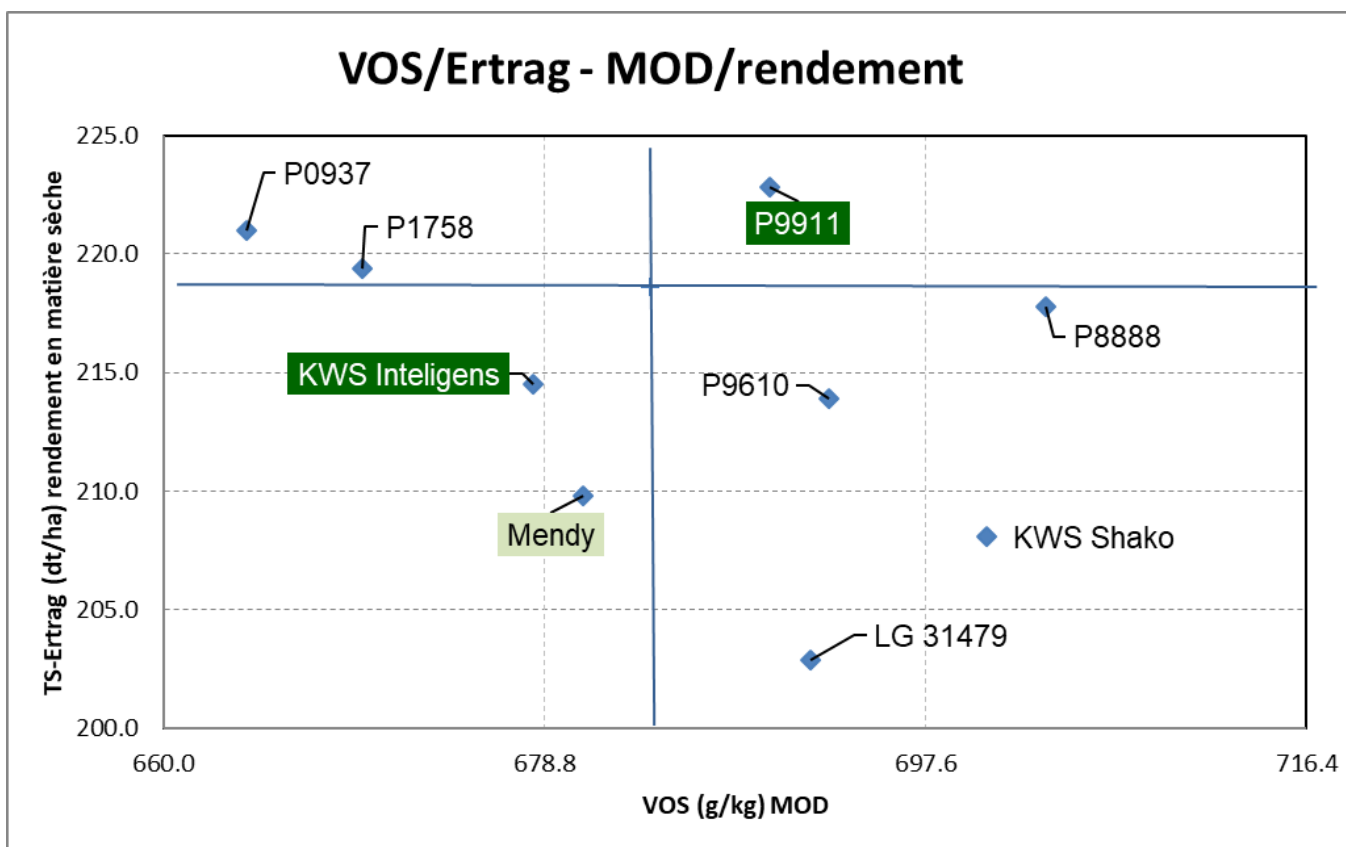 VOS/Ertrag - MOD/rendement
TS-Ertrag (dt/ha) rendement en matière sèche
225.0
220.0
215.0
210.0
205.0
200.0
P0937
P1758
P9911
P8888
KWS Inteligens
P9610
Mendy
KWS Shako
LG 31479
660.0
678.8
697.6
716.4
VOS (g/kg) MOD